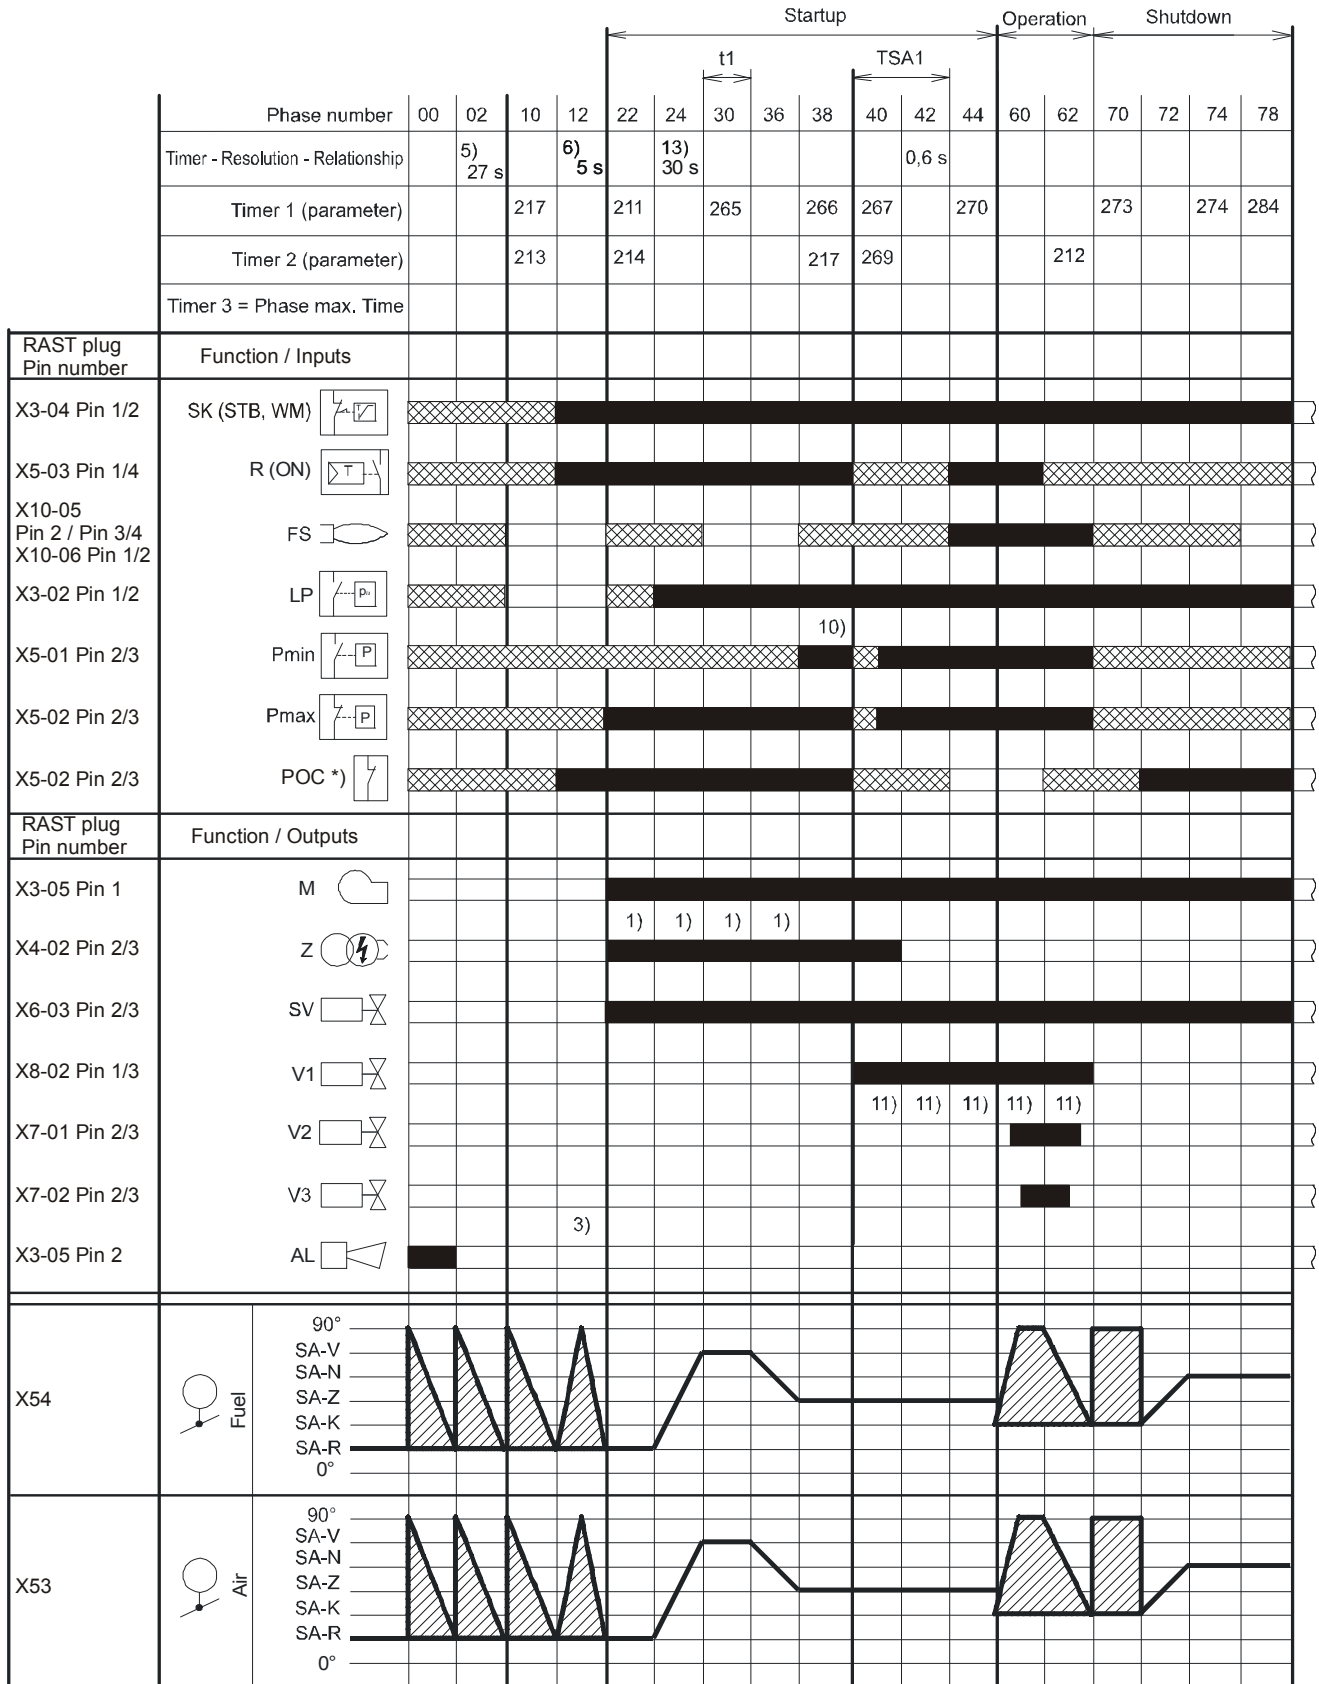 Startup Operation Shutdown
t1 TSA1
Phase number 00 02 10 12 22 24 30 36 38 40 42 44 60 62 70 72 74 78
Timer - Resolution - Relationship 5) 27 s 6) 5 s 13) 30 s 0,6 s
Timer 1 (parameter) 217 211 265 266 267 270 273 274 284
Timer 2 (parameter) 213 214 217 269 212
Timer 3 = Phase max. Time
RAST plug
Pin number
Function / Inputs
X3-04 Pin 1/2 SK (STB, WM)
X5-03 Pin 1/4 R (ON) T
X10-05
Pin 2 / Pin 3/4
X10-06 Pin 1/2
FS
X3-02 Pin 1/2 LP
10)
X5-01 Pin 2/3 Pmin P
X5-02 Pin 2/3 Pmax P
X5-02 Pin 2/3 POC *)
RAST plug
Pin number
Function / Outputs
X3-05 Pin 1 M
1) 1) 1) 1)
X4-02 Pin 2/3 Z
X6-03 Pin 2/3 SV
X8-02 Pin 1/3 V1
11) 11) 11) 11) 11)
X7-01 Pin 2/3 V2
X7-02 Pin 2/3 V3
3)
X3-05 Pin 2 AL
X54
Fuel
90°
SA-V
SA-N
SA-Z
SA-K
SA-R
0°
X53
Air
90°
SA-V
SA-N
SA-Z
SA-K
SA-R
0°